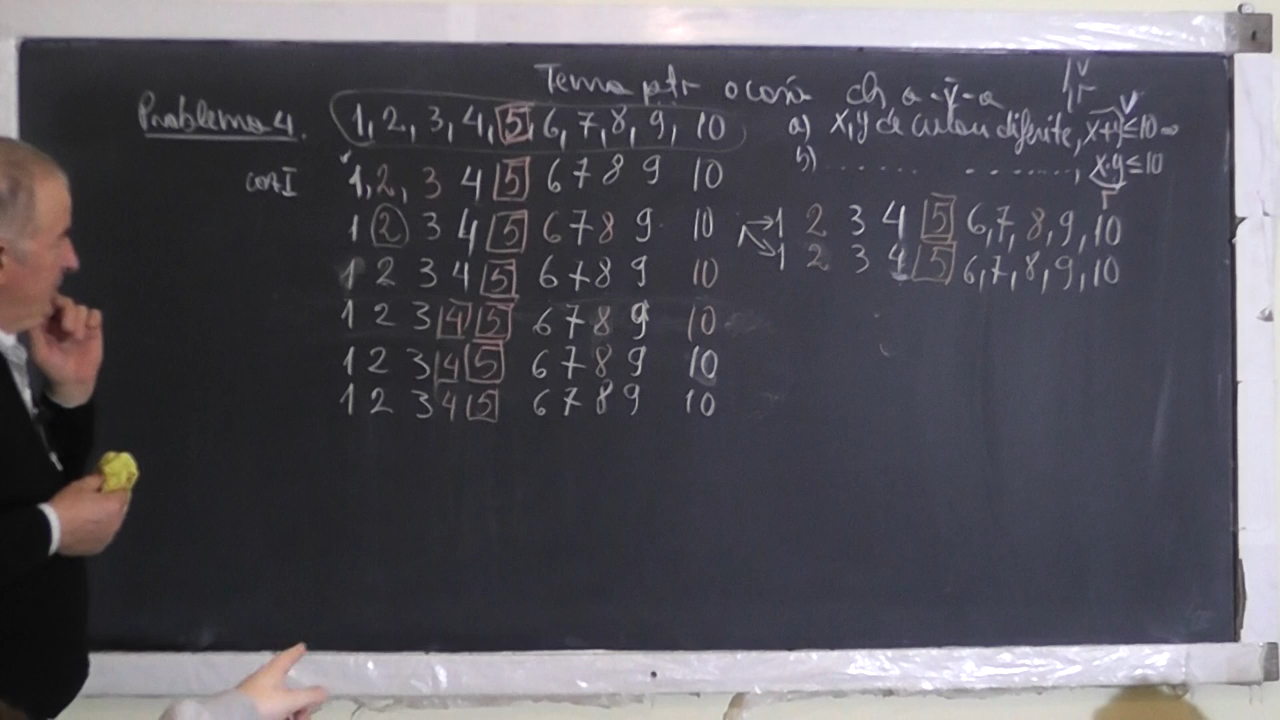 Tema ptr o
V
Problema 4. 1, 2, 3, 4, 5, 6, 7, 8, 9, 10
a) x, y de culori diferite, x+y ≤ 10
V
b) . . . . . . . . . . . . . , x·y ≤ 10
r
caz I 1, 2, 3 4 5 6 7 8 9 10
1 2 3 4 5 6 7 8 9 10
1 2 3 4 5 6 7 8 9 10
1 2 3 4 5 6 7 8 9 10
1 2 3 4 5 6 7 8 9 10
1 2 3 4 5 6 7 8 9 10
1 2 3 4 5 6, 7, 8, 9, 10
1 2 3 4 5 6, 7, 8, 9, 10